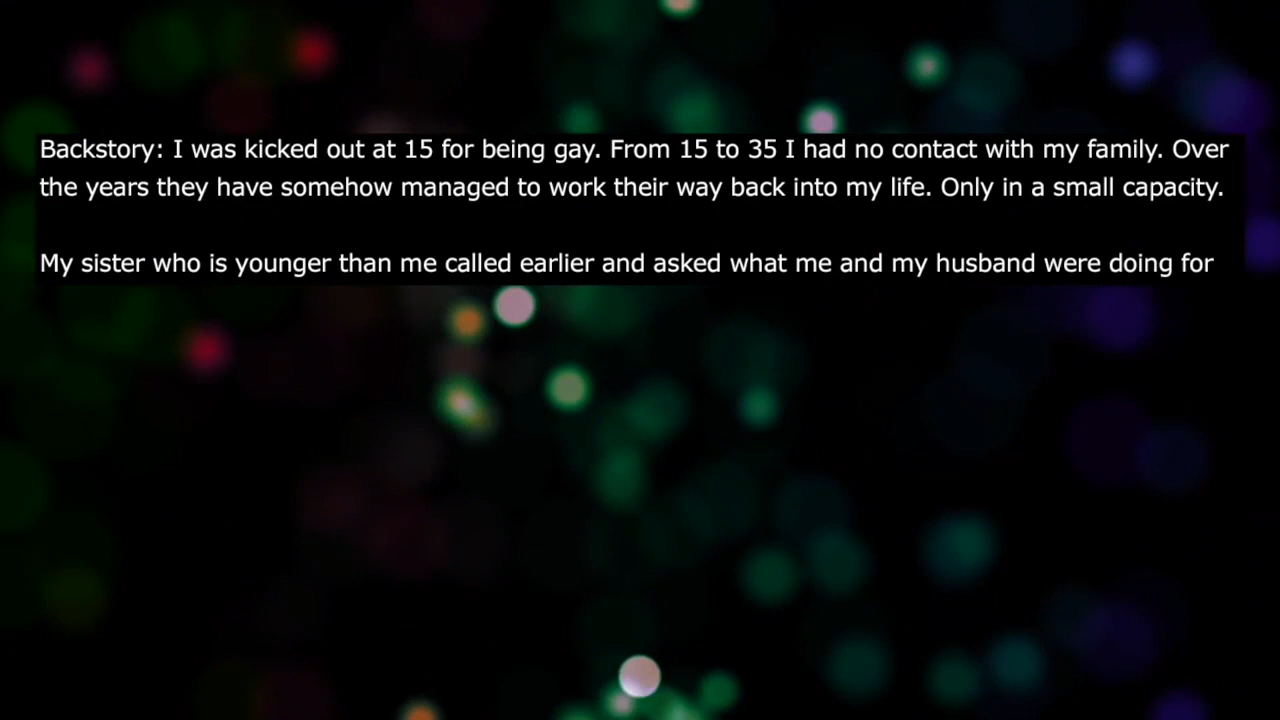 Backstory: I was kicked out at 15 for being gay. From 15 to 35 I had no contact with my family. Over
the years they have somehow managed to work their way back into my life. Only in a small capacity.
My sister who is younger than me called earlier and asked what me and my husband were doing for